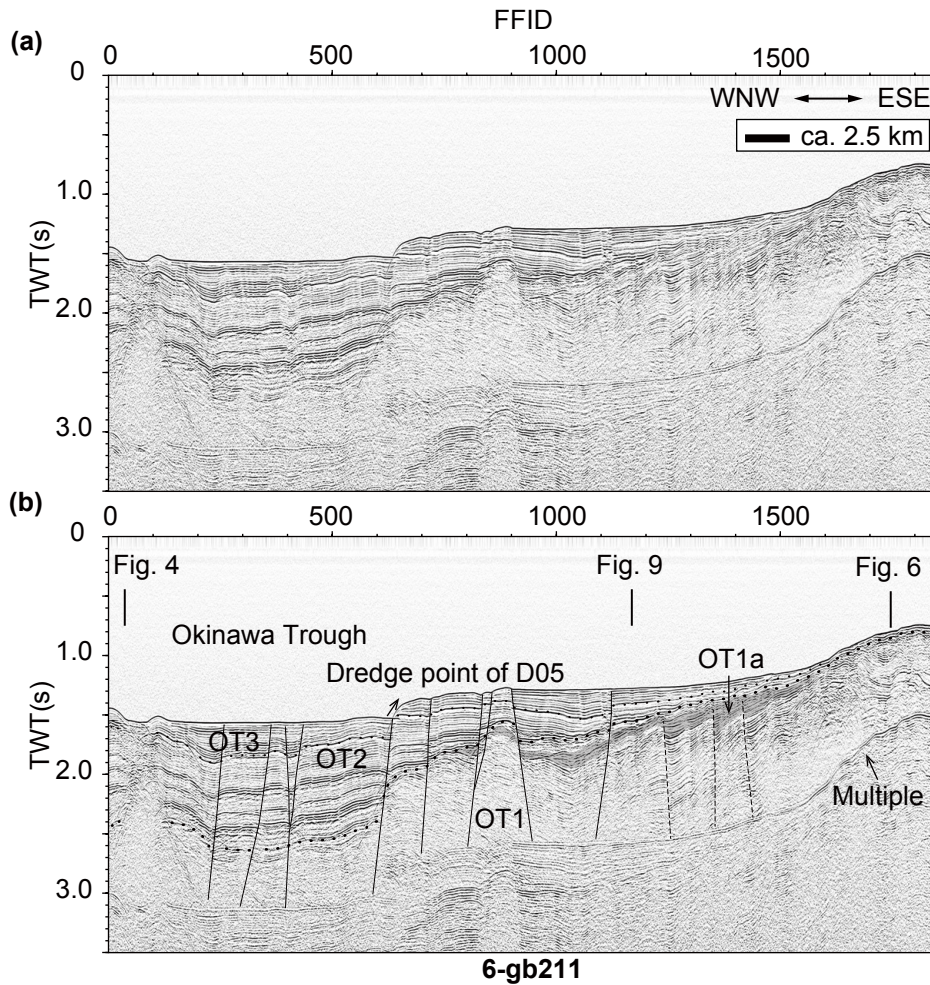 FFID
(a)
0 500 1000 1500
0
WNW ESE
ca. 2.5 km
1.0
TWT(s)
2.0
3.0
(b)
0 500 1000 1500
0
Fig. 4 Fig. 9 Fig. 6
Okinawa Trough
1.0
OT1a
Dredge point of D05
TWT(s)
OT3
OT2
2.0
Multiple
OT1
3.0
6-gb211